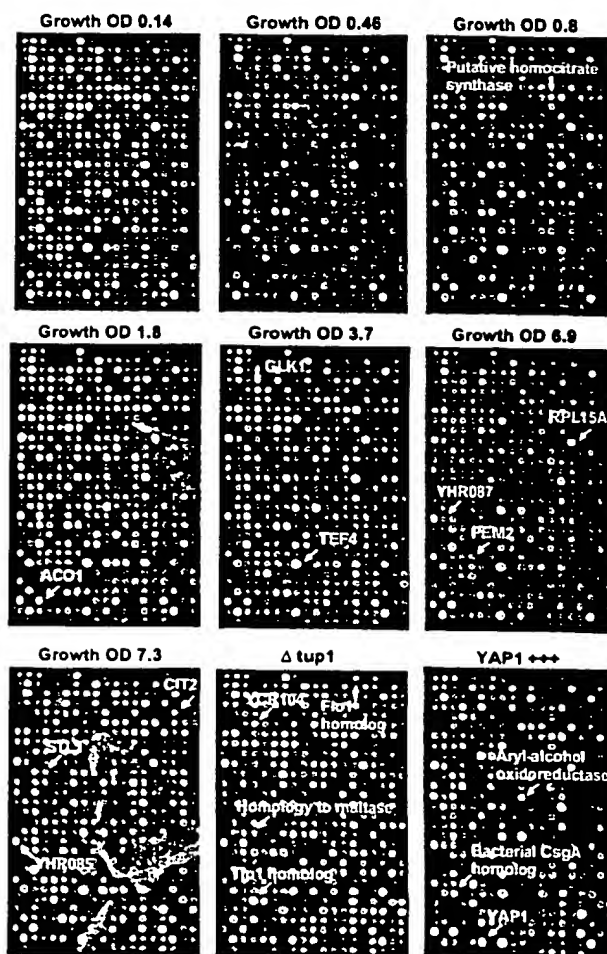 Growth OD 0.14
Growth OD 0.46
Growth OD 0.8
Putative homocitrate
synthase
Growth OD 1.8
Growth OD 3.7
Growth OD 6.9
GLK1
RPL15A
YHR087
TEF4
PEM2
ACO1
Growth OD 7.3
Δ tup1
YAP1 +++
CIT2
YCR104
Flo1
homolog
Aryl-alcohol
oxidoreductase
Homology to maltase
YHR085
Tip1 homolog
Bacterial CsgA
homolog
YAP1